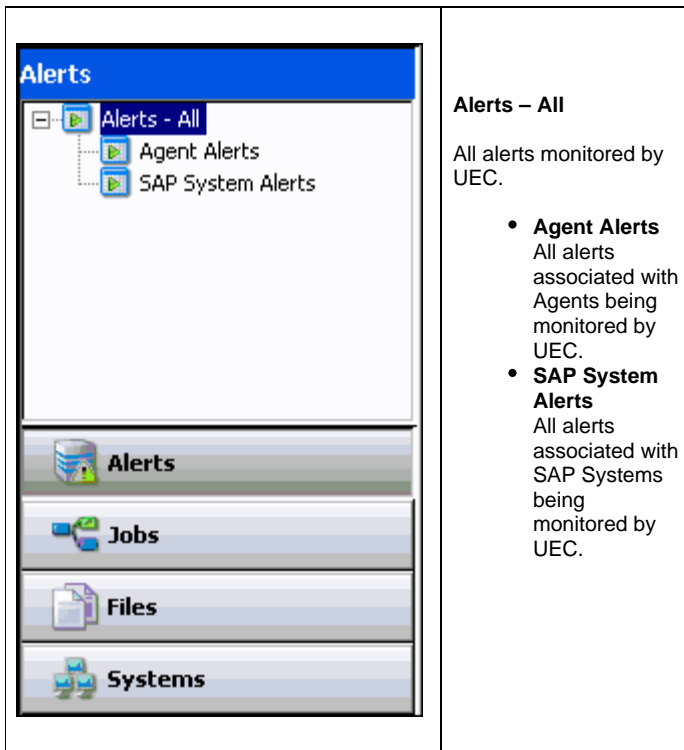 Alerts
Alerts - All
Agent Alerts
SAP System Alerts
Alerts
Jobs
Files
Systems
Alerts – All
All alerts monitored by
UEC.
• Agent Alerts
All alerts
associated with
Agents being
monitored by
UEC.
• SAP System
Alerts
All alerts
associated with
SAP Systems
being
monitored by
UEC.